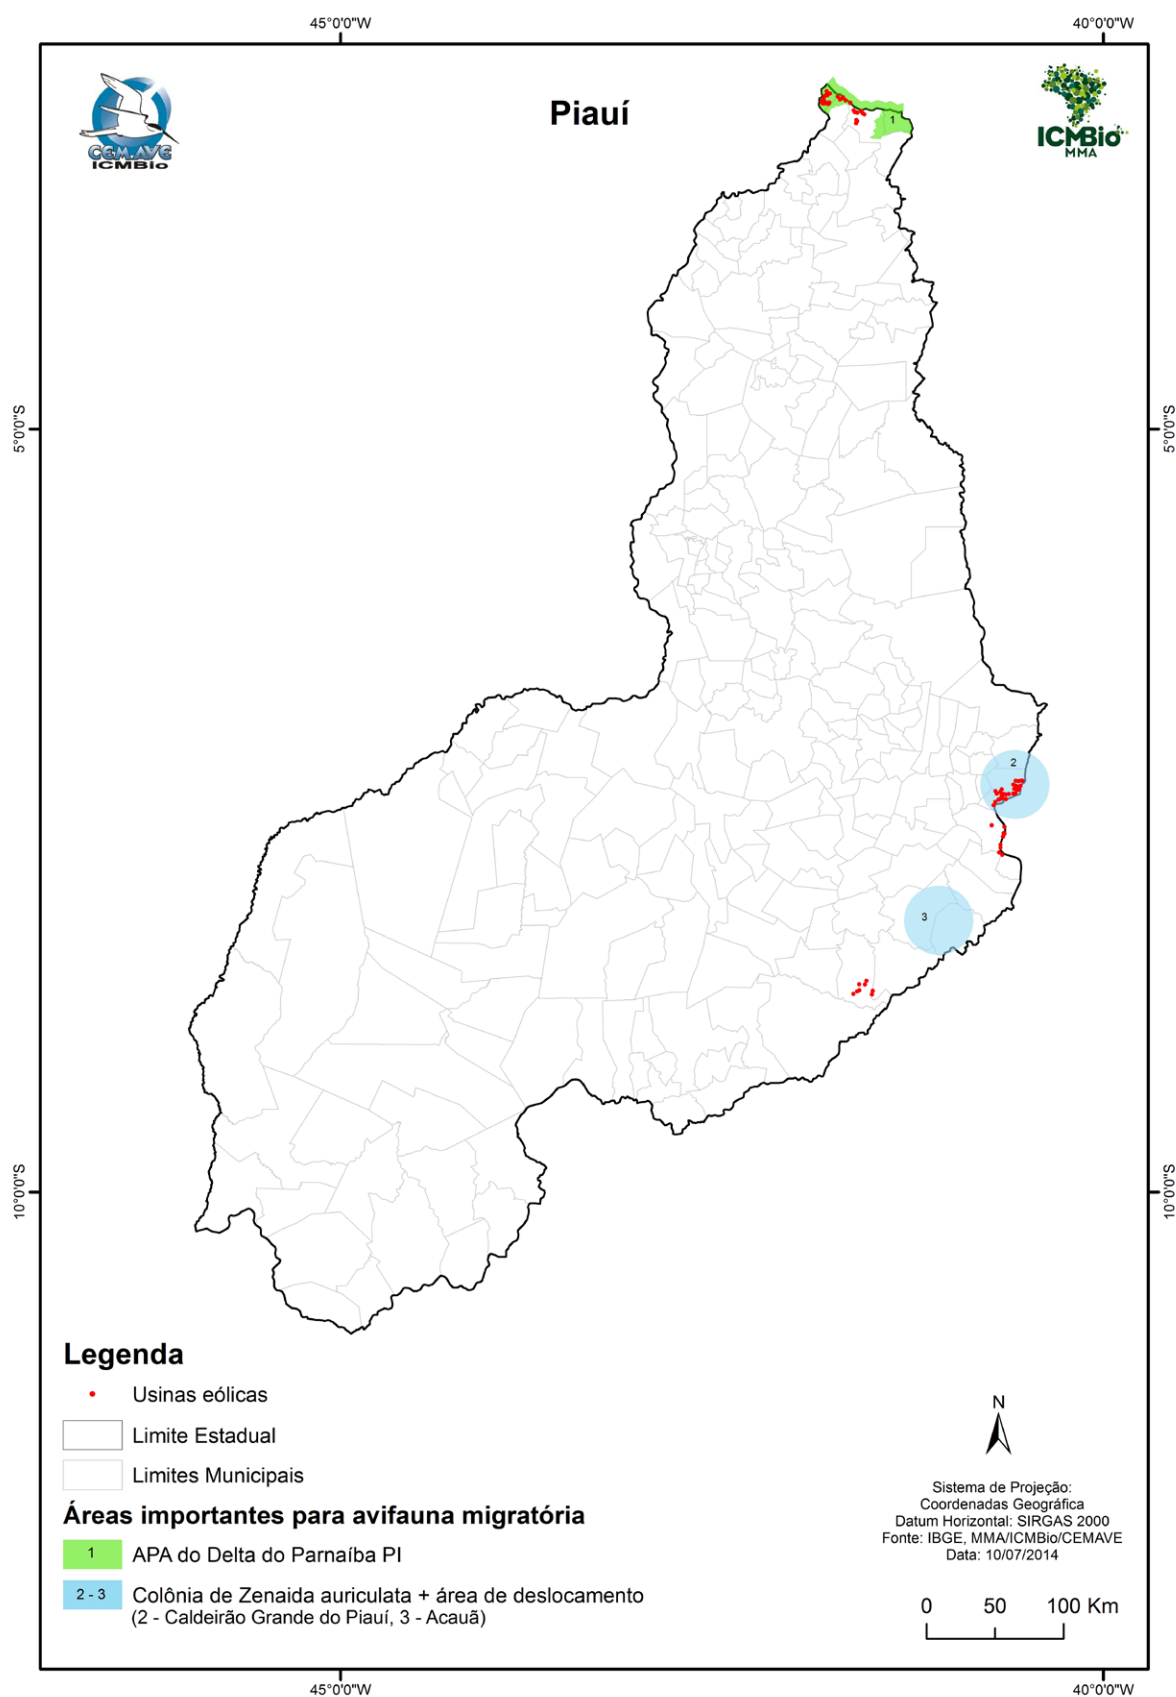 45°0'0"W
40°0'0"W
CEMAVE
ICMBio
Piauí
ICMBio
MMA
1
5°0'0"S
5°0'0"S
2
3
10°0'0"S
10°0'0"S
Legenda
Usinas eólicas
Limite Estadual
Limites Municipais
Áreas importantes para avifauna migratória
1
APA do Delta do Parnaíba PI
2 - 3
Colônia de Zenaida auriculata + área de deslocamento
(2 - Caldeirão Grande do Piauí, 3 - Acauã)
N
Sistema de Projeção:
Coordenadas Geográfica
Datum Horizontal: SIRGAS 2000
Fonte: IBGE, MMA/ICMBio/CEMAVE
Data: 10/07/2014
0 50 100 Km
45°0'0"W
40°0'0"W